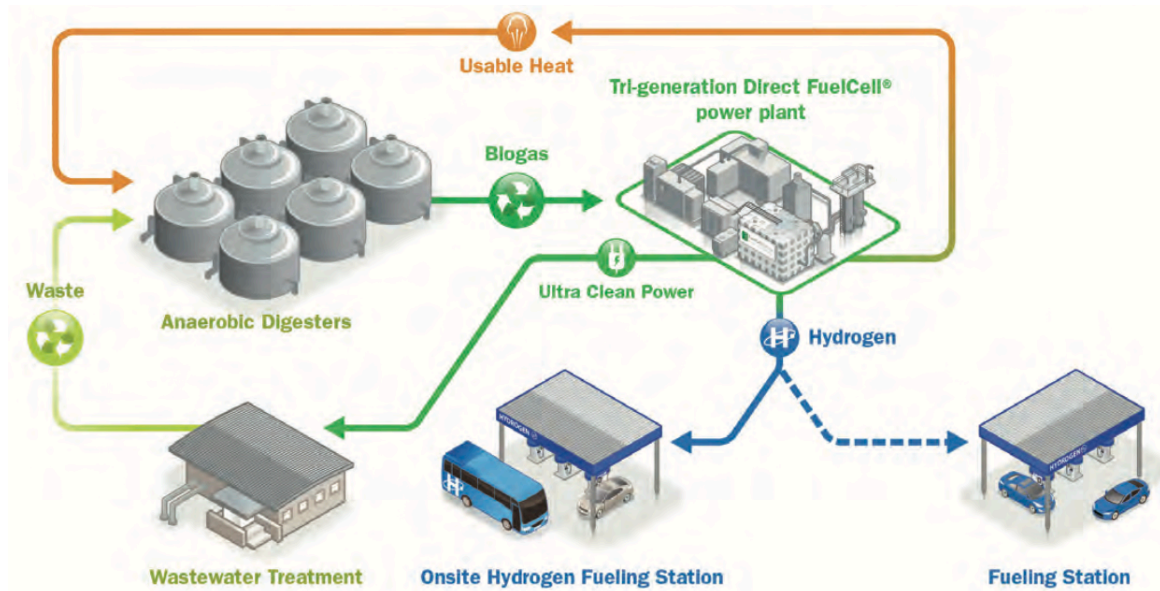 Usable Heat
Tri-generation Direct FuelCell®
power plant
Biogas
Waste
Anaerobic Digesters
Ultra Clean Power
H
Hydrogen
HYDROGEN
HYDROGEN
H
Wastewater Treatment
Onsite Hydrogen Fueling Station
Fueling Station